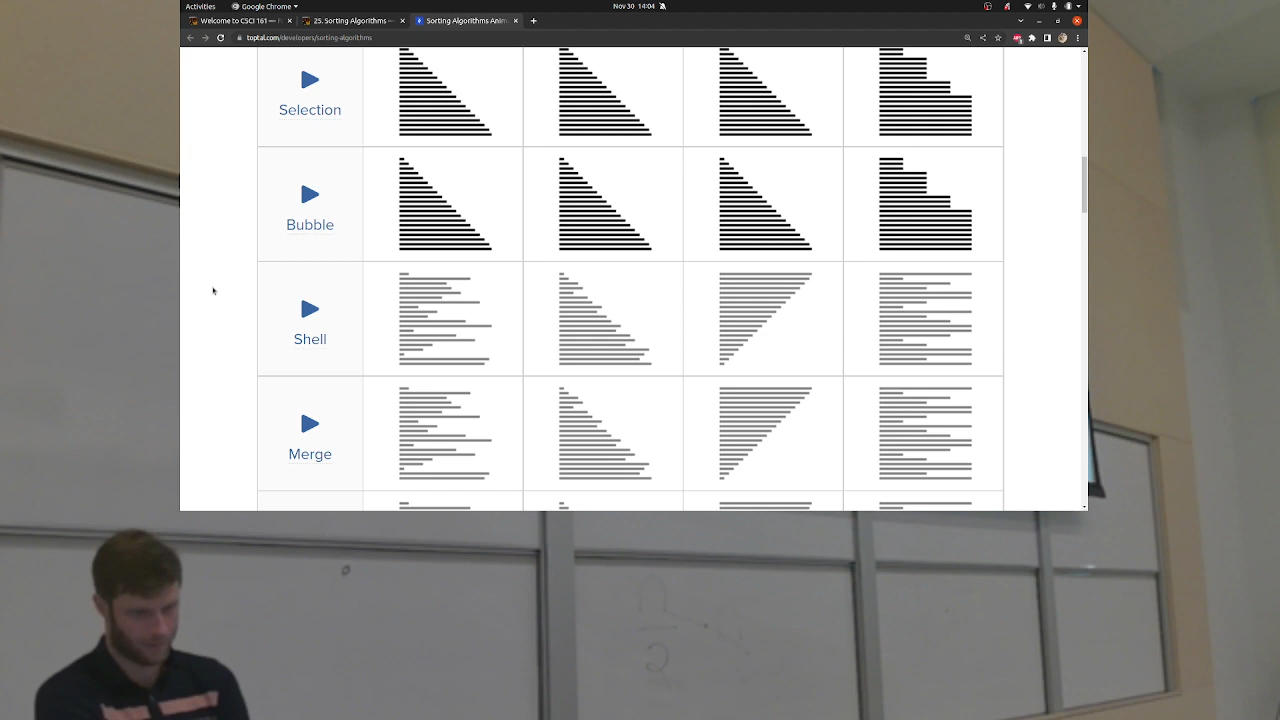 Activities
Google Chrome
Nov 30 14:04
Welcome to CSCI 161 —
25. Sorting Algorithms —
Sorting Algorithms Anim
toptal.com/developers/sorting-algorithms
Selection
Bubble
Shell
Merge
n
2